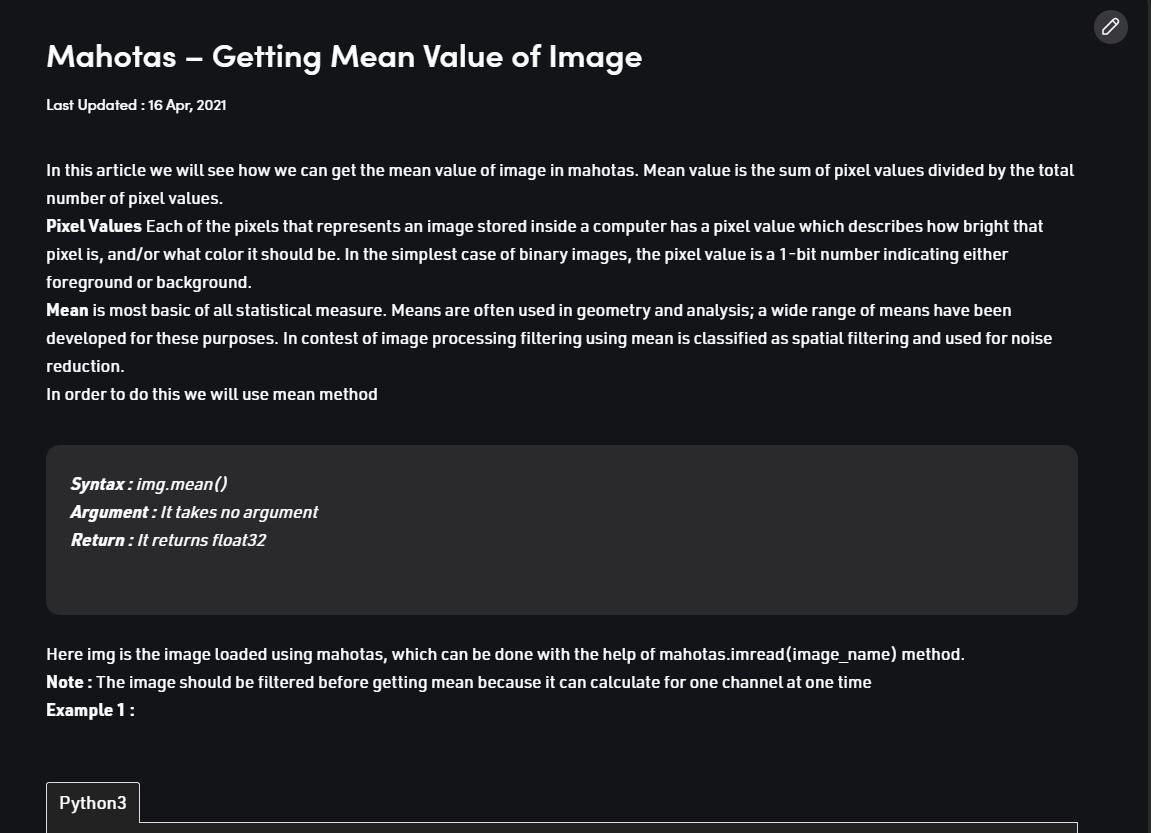 Mahotas – Getting Mean Value of Image
Last Updated : 16 Apr, 2021
In this article we will see how we can get the mean value of image in mahotas. Mean value is the sum of pixel values divided by the total
number of pixel values.
Pixel Values Each of the pixels that represents an image stored inside a computer has a pixel value which describes how bright that
pixel is, and/or what color it should be. In the simplest case of binary images, the pixel value is a 1-bit number indicating either
foreground or background.
Mean is most basic of all statistical measure. Means are often used in geometry and analysis; a wide range of means have been
developed for these purposes. In contest of image processing filtering using mean is classified as spatial filtering and used for noise
reduction.
In order to do this we will use mean method
Syntax : img.mean()
Argument : It takes no argument
Return : It returns float32
Here img is the image loaded using mahotas, which can be done with the help of mahotas.imread(image_name) method.
Note : The image should be filtered before getting mean because it can calculate for one channel at one time
Example 1 :
Python3